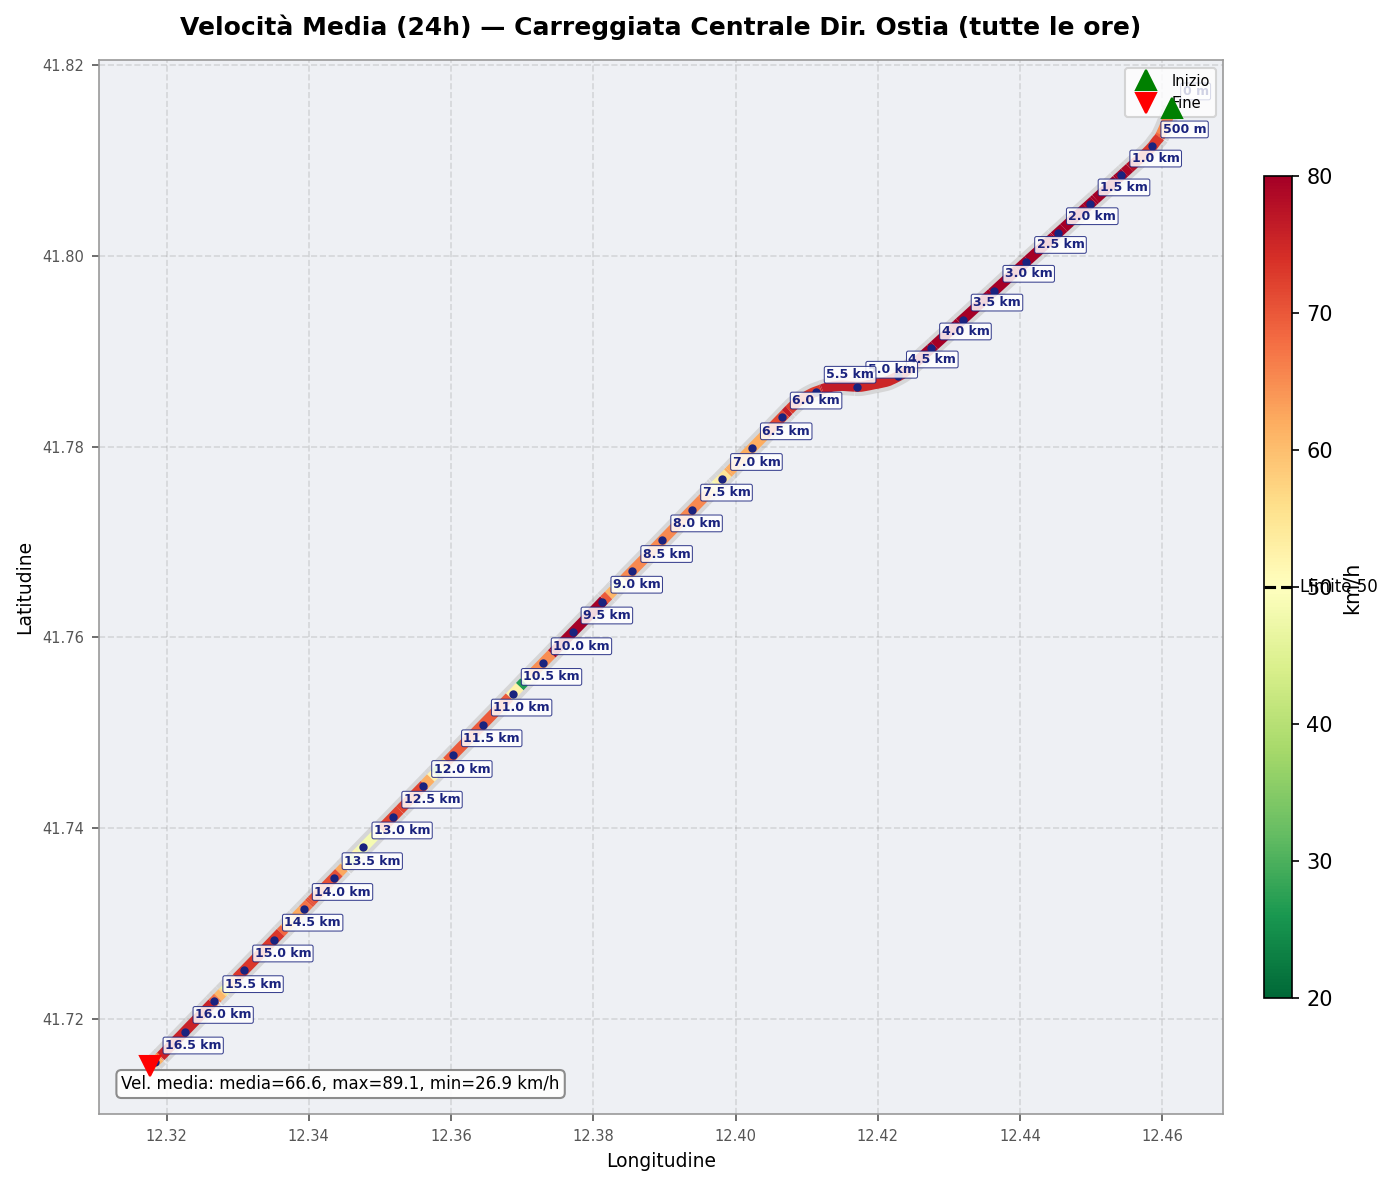 Velocità Media (24h) — Carreggiata Centrale Dir. Ostia (tutte le ore)
Inizio
Fine
0 m
500 m
1.0 km
1.5 km
2.0 km
2.5 km
3.0 km
3.5 km
4.0 km
4.5 km
5.0 km
5.5 km
6.0 km
6.5 km
7.0 km
7.5 km
8.0 km
8.5 km
9.0 km
9.5 km
10.0 km
10.5 km
11.0 km
11.5 km
12.0 km
12.5 km
13.0 km
13.5 km
14.0 km
14.5 km
15.0 km
15.5 km
16.0 km
16.5 km
Vel. media: media=66.6, max=89.1, min=26.9 km/h
41.82
41.80
41.78
41.76
41.74
41.72
Latitudine
12.32
12.34
12.36
12.38
12.40
12.42
12.44
12.46
Longitudine
80
70
60
50
40
30
20
Limite 50
km/h